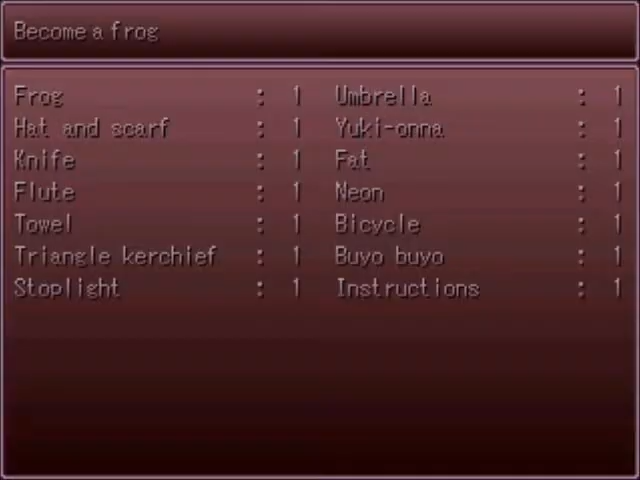 Become a frog
Frog : 1 Umbrella : 1
Hat and scarf : 1 Yuki-onna : 1
Knife : 1 Fat : 1
Flute : 1 Neon : 1
Towel : 1 Bicycle : 1
Triangle kerchief : 1 Buyo buyo : 1
Stoplight : 1 Instructions : 1